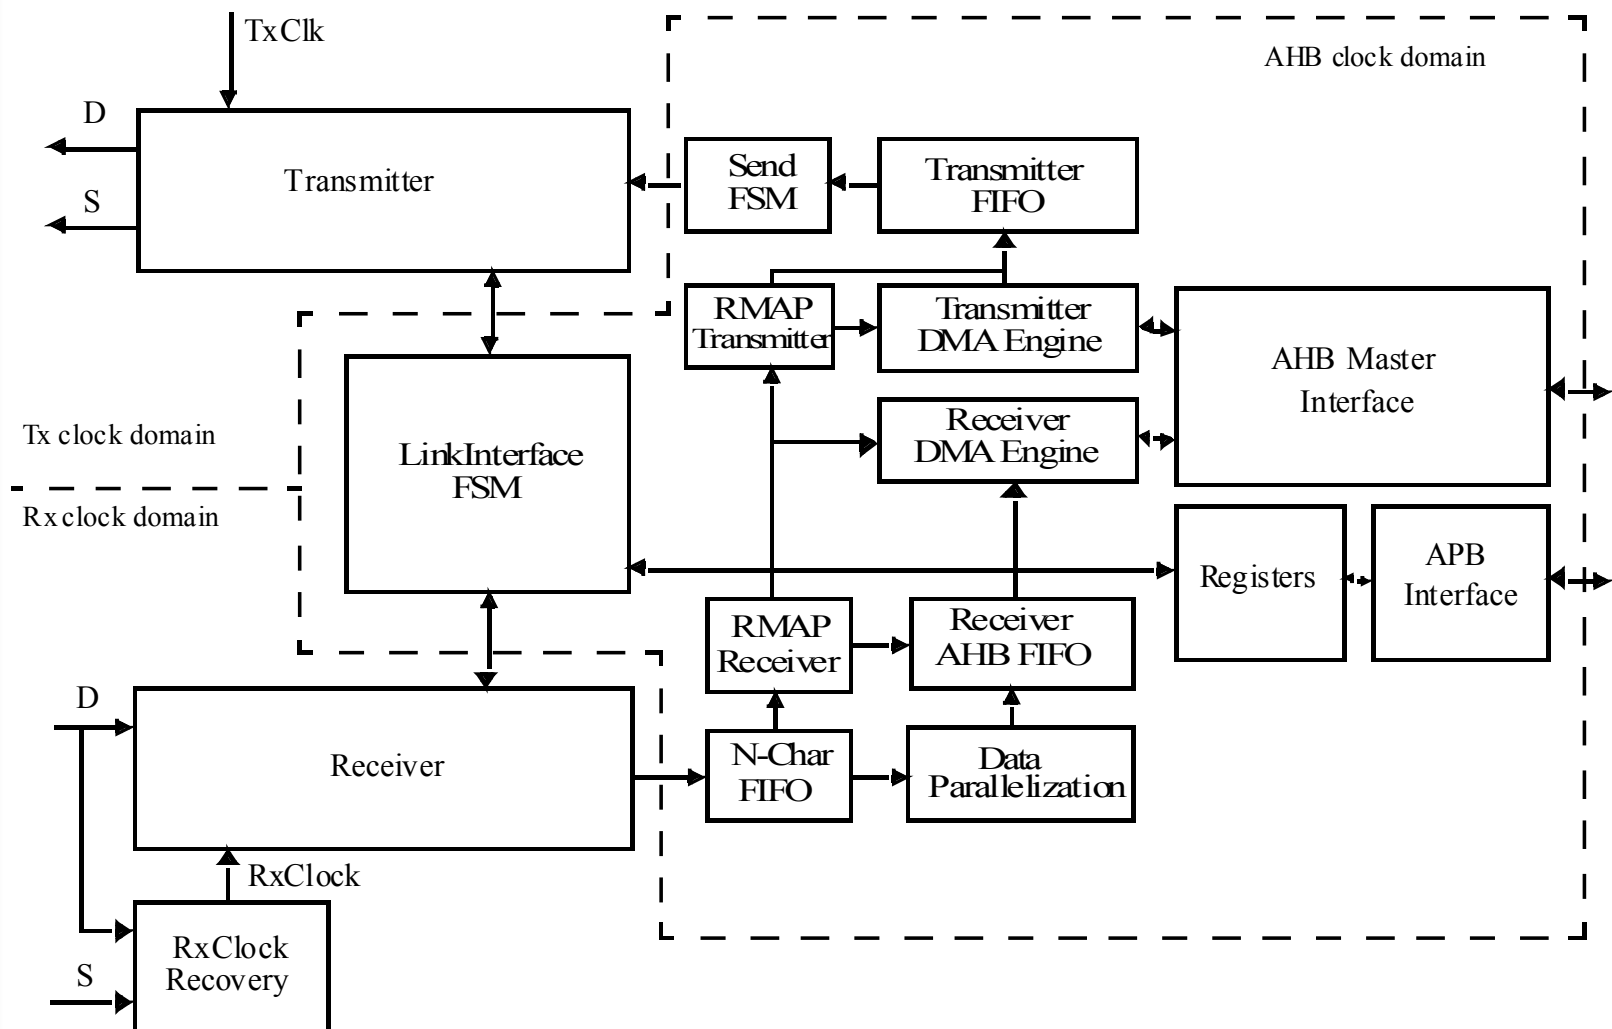 TxClk
AHB clock domain
D
Transmitter
S
Send
FSM
Transmitter
FIFO
RMAP
Transmitter
Transmitter
DMA Engine
AHB Master
Interface
Tx clock domain
Rx clock domain
LinkInterface
FSM
Receiver
DMA Engine
Registers
APB
Interface
RMAP
Receiver
Receiver
AHB FIFO
D
Receiver
N-Char
FIFO
Data
Parallelization
RxClock
RxClock
Recovery
S